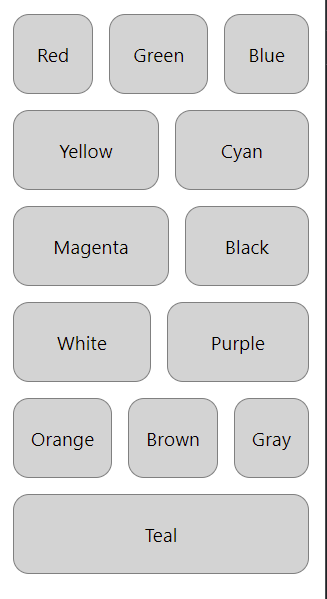 Red Green Blue
Yellow Cyan
Magenta Black
White Purple
Orange Brown Gray
Teal